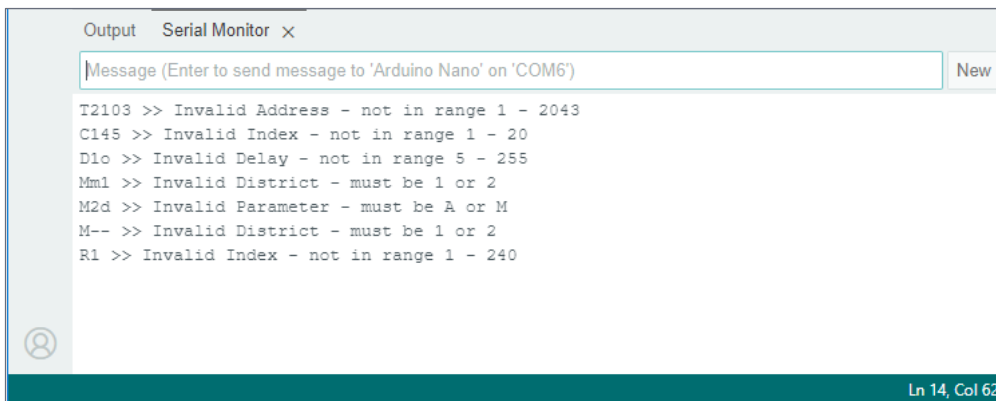 Output Serial Monitor ×
Message (Enter to send message to 'Arduino Nano' on 'COM6')
New
T2103 >> Invalid Address - not in range 1 - 2043
C145 >> Invalid Index - not in range 1 - 20
D1o >> Invalid Delay - not in range 5 - 255
Mm1 >> Invalid District - must be 1 or 2
M2d >> Invalid Parameter - must be A or M
M-- >> Invalid District - must be 1 or 2
R1 >> Invalid Index - not in range 1 - 240
Ln 14, Col 62